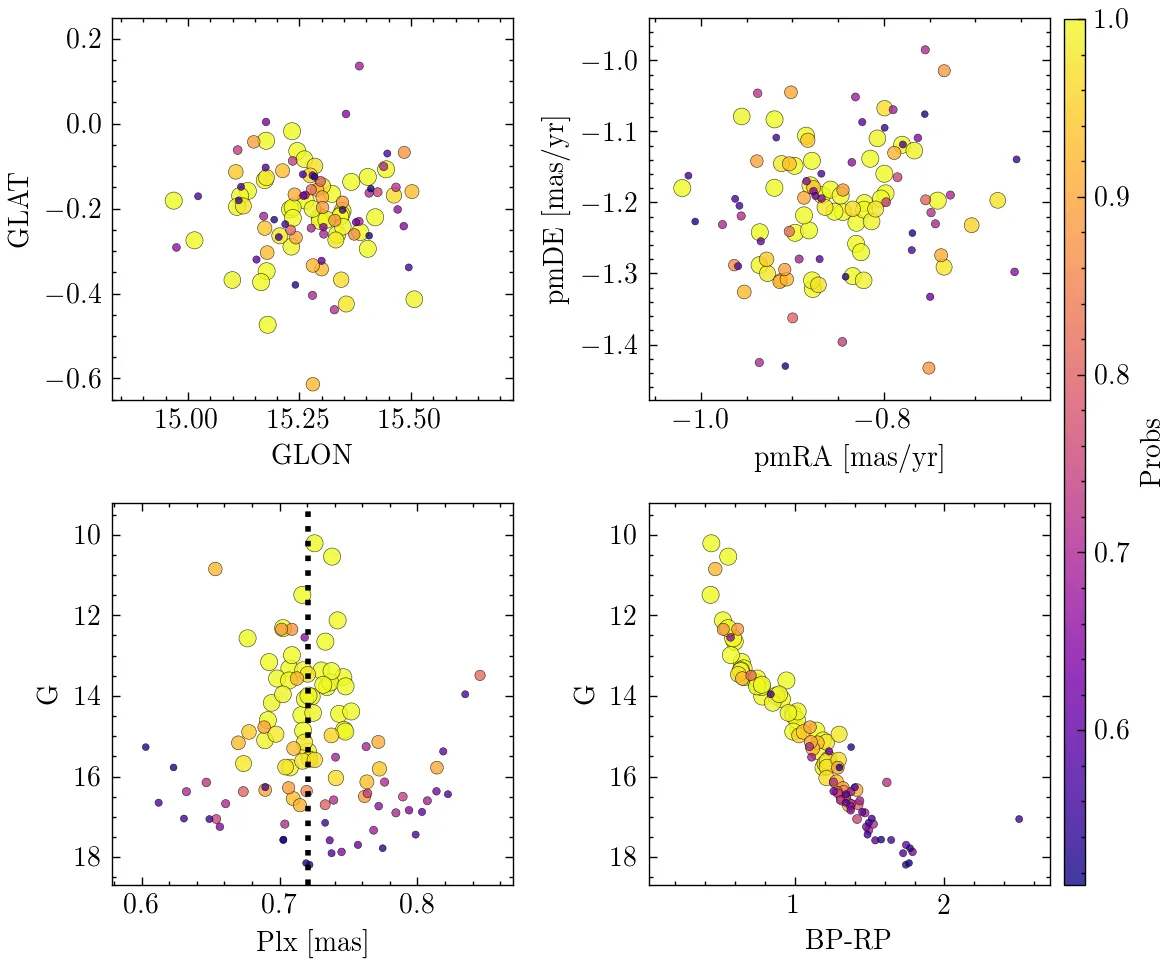 0.2
0.0
−0.2
−0.4
−0.6
GLAT
15.00 15.25 15.50
GLON
−1.0
−1.1
−1.2
−1.3
−1.4
pmDE [mas/yr]
−1.0 −0.8
pmRA [mas/yr]
10
12
14
16
18
G
0.6 0.7 0.8
Plx [mas]
10
12
14
16
18
G
1 2
BP-RP
1.0
0.9
0.8
0.7
0.6
Probs